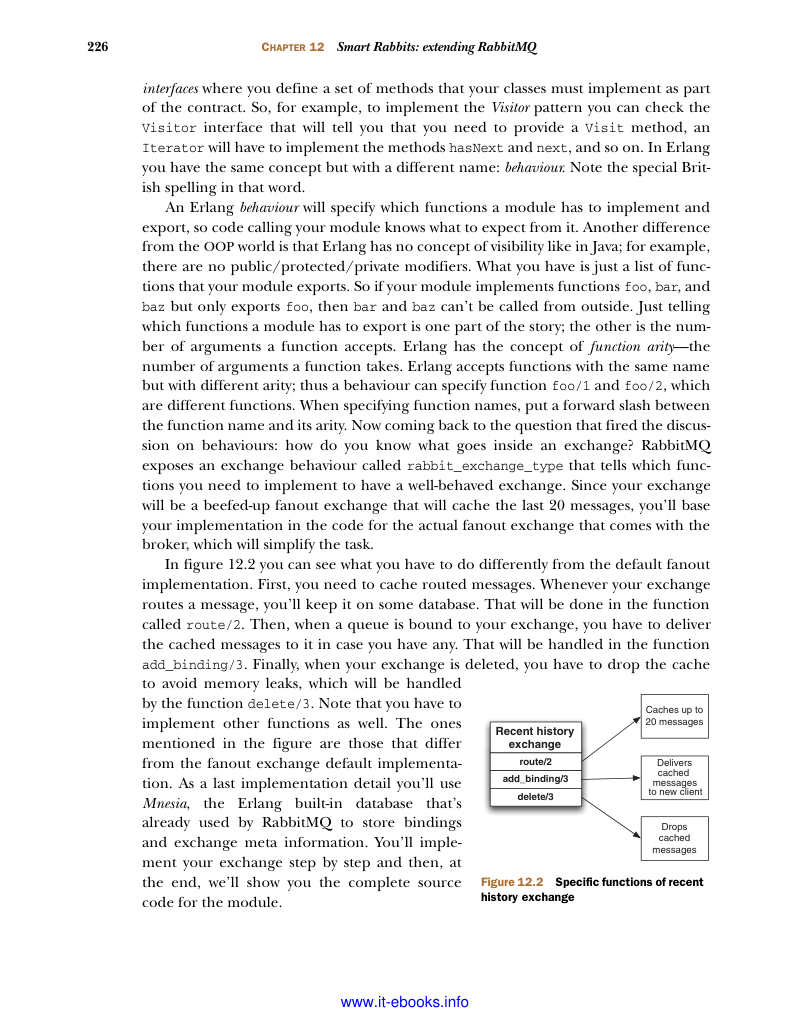 226
CHAPTER 12 Smart Rabbits: extending RabbitMQ
interfaces where you define a set of methods that your classes must implement as part
of the contract. So, for example, to implement the Visitor pattern you can check the
Visitor interface that will tell you that you need to provide a Visit method, an
Iterator will have to implement the methods hasNext and next, and so on. In Erlang
you have the same concept but with a different name: behaviour. Note the special Brit-
ish spelling in that word.
An Erlang behaviour will specify which functions a module has to implement and
export, so code calling your module knows what to expect from it. Another difference
from the OOP world is that Erlang has no concept of visibility like in Java; for example,
there are no public/protected/private modifiers. What you have is just a list of func-
tions that your module exports. So if your module implements functions foo, bar, and
baz but only exports foo, then bar and baz can't be called from outside. Just telling
which functions a module has to export is one part of the story; the other is the num-
ber of arguments a function accepts. Erlang has the concept of function arity—the
number of arguments a function takes. Erlang accepts functions with the same name
but with different arity; thus a behaviour can specify function foo/1 and foo/2, which
are different functions. When specifying function names, put a forward slash between
the function name and its arity. Now coming back to the question that fired the discus-
sion on behaviours: how do you know what goes inside an exchange? RabbitMQ
exposes an exchange behaviour called rabbit_exchange_type that tells which func-
tions you need to implement to have a well-behaved exchange. Since your exchange
will be a beefed-up fanout exchange that will cache the last 20 messages, you'll base
your implementation in the code for the actual fanout exchange that comes with the
broker, which will simplify the task.
In figure 12.2 you can see what you have to do differently from the default fanout
implementation. First, you need to cache routed messages. Whenever your exchange
routes a message, you'll keep it on some database. That will be done in the function
called route/2. Then, when a queue is bound to your exchange, you have to deliver
the cached messages to it in case you have any. That will be handled in the function
add_binding/3. Finally, when your exchange is deleted, you have to drop the cache
to avoid memory leaks, which will be handled
by the function delete/3. Note that you have to
implement other functions as well. The ones
mentioned in the figure are those that differ
from the fanout exchange default implementa-
tion. As a last implementation detail you'll use
Mnesia, the Erlang built-in database that's
already used by RabbitMQ to store bindings
and exchange meta information. You'll imple-
ment your exchange step by step and then, at
the end, we'll show you the complete source
code for the module.
Recent history
exchange
route/2
add_binding/3
delete/3
Caches up to
20 messages
Delivers
cached
messages
to new client
Drops
cached
messages
Figure 12.2 Specific functions of recent
history exchange
www.it-ebooks.info